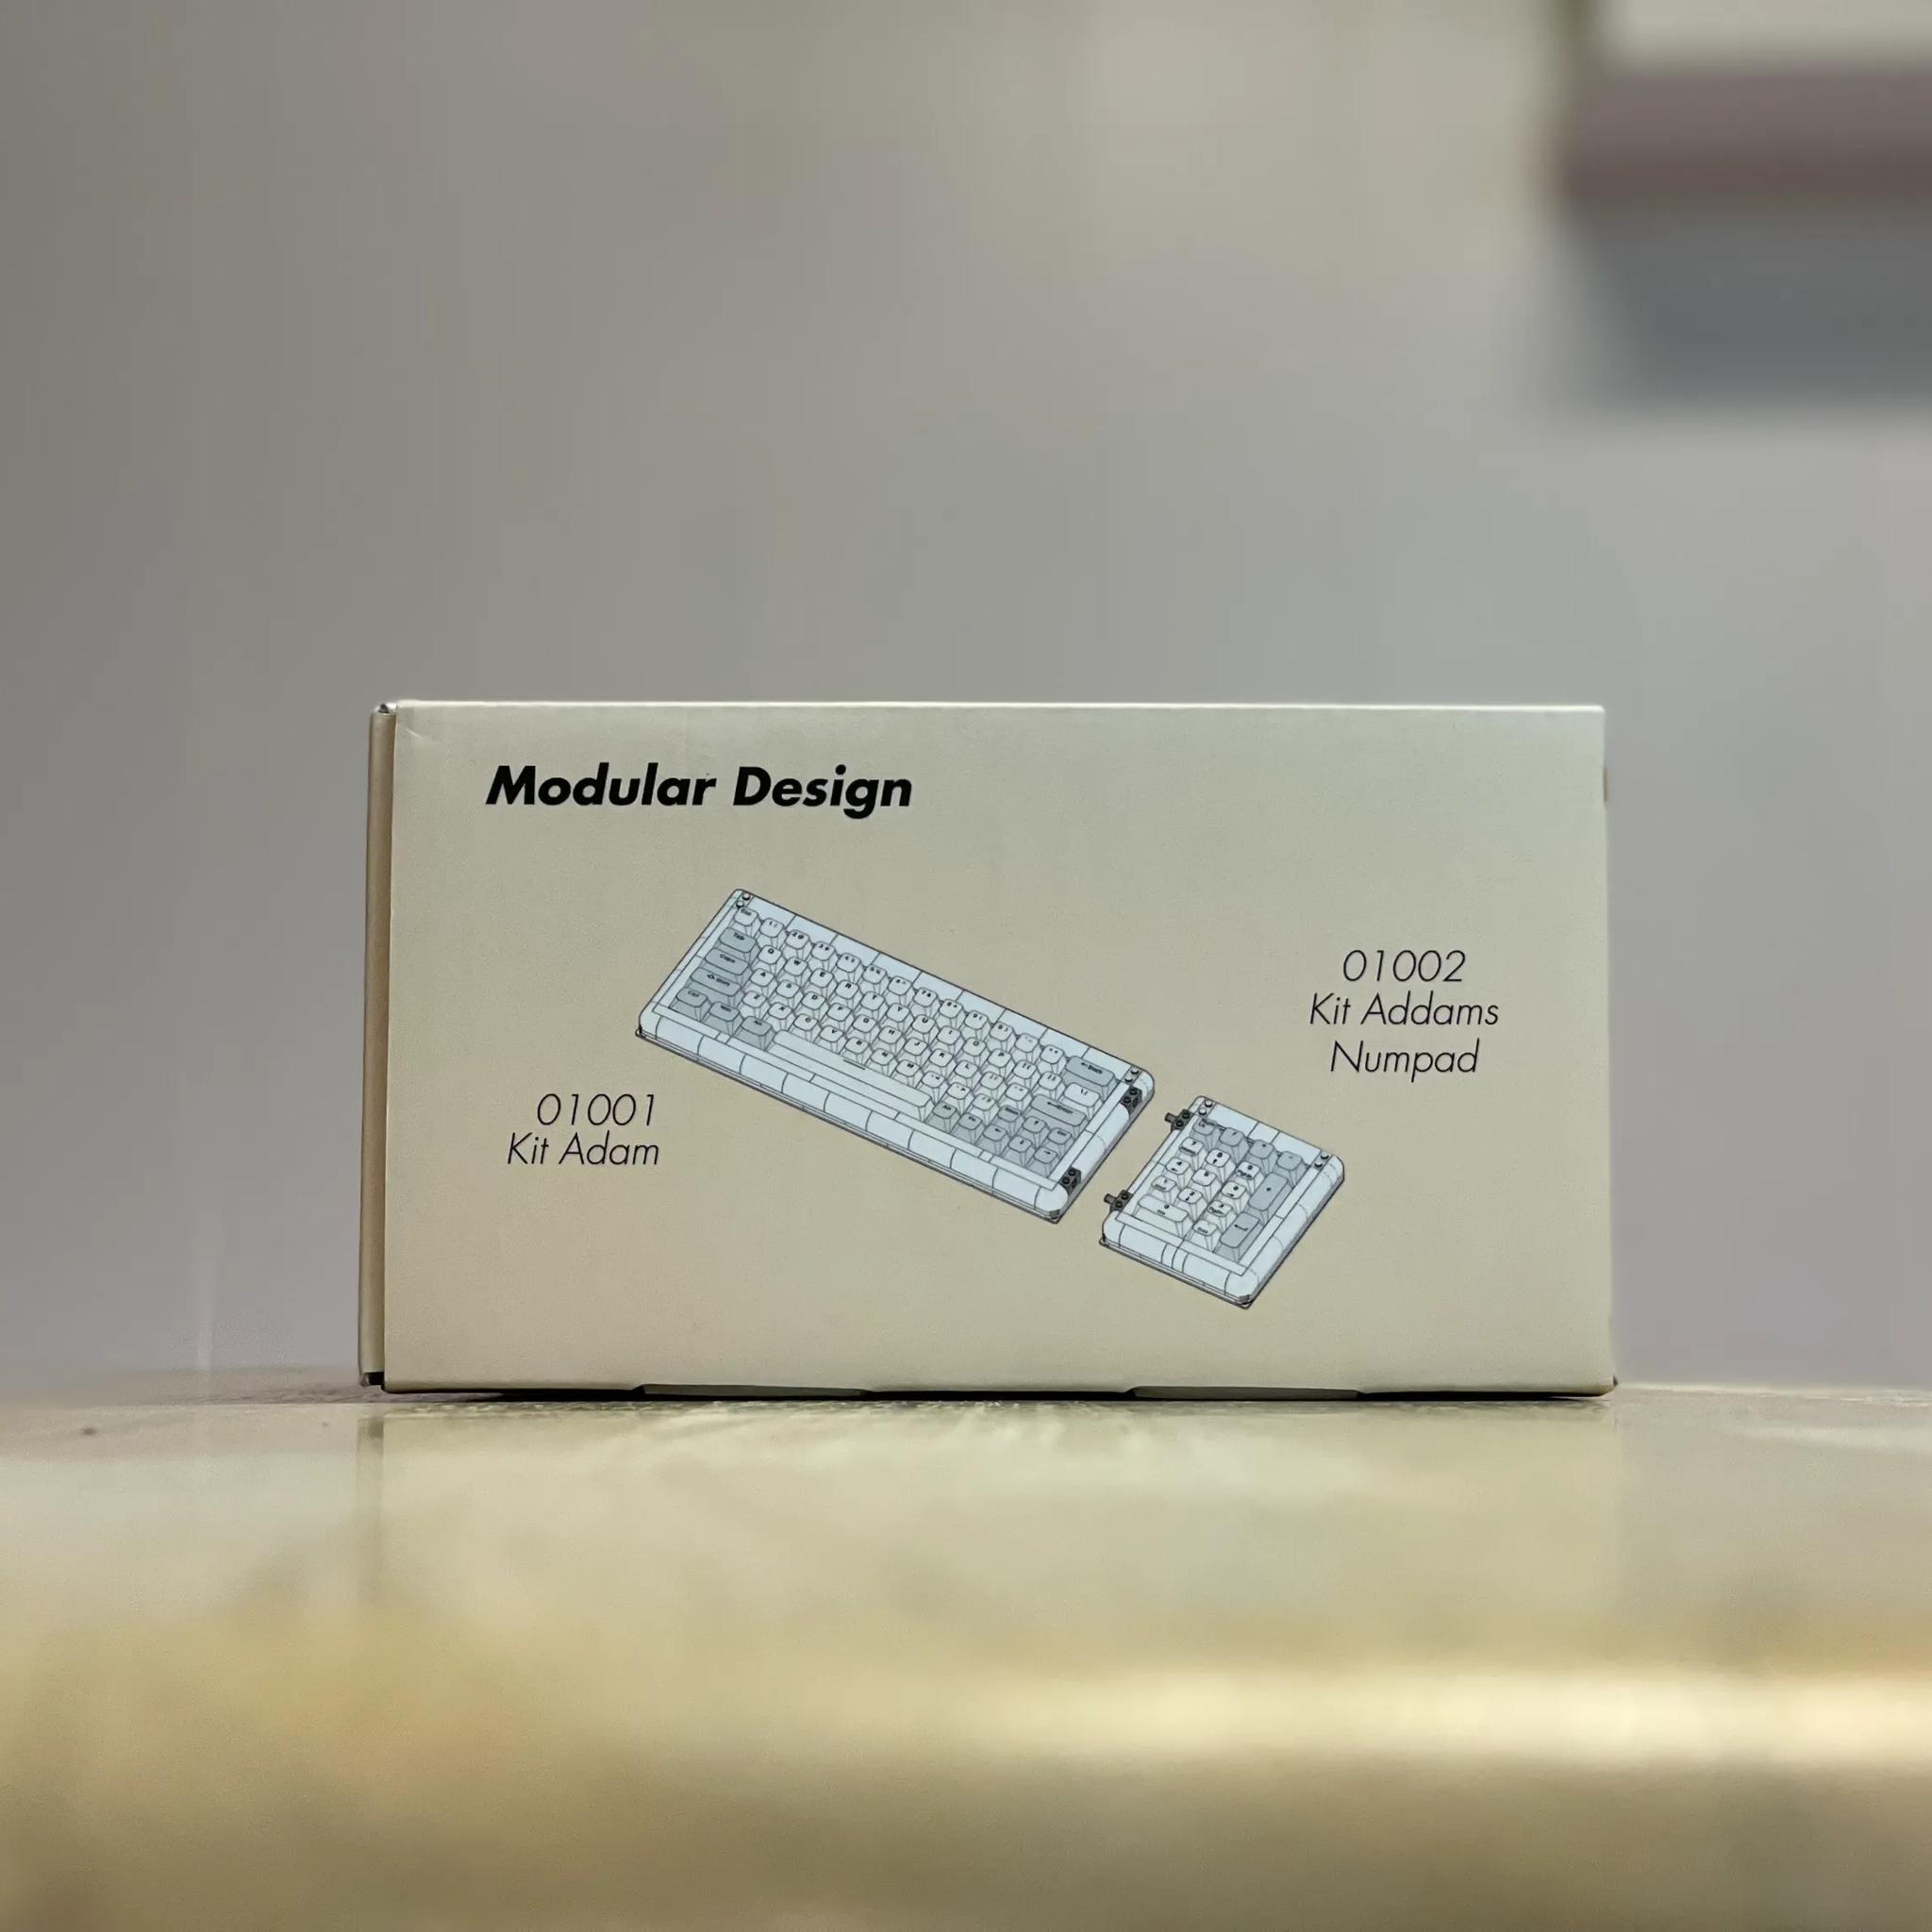 Modular Design
01002
Kit Addams
Numpad
01001
Kit Adam